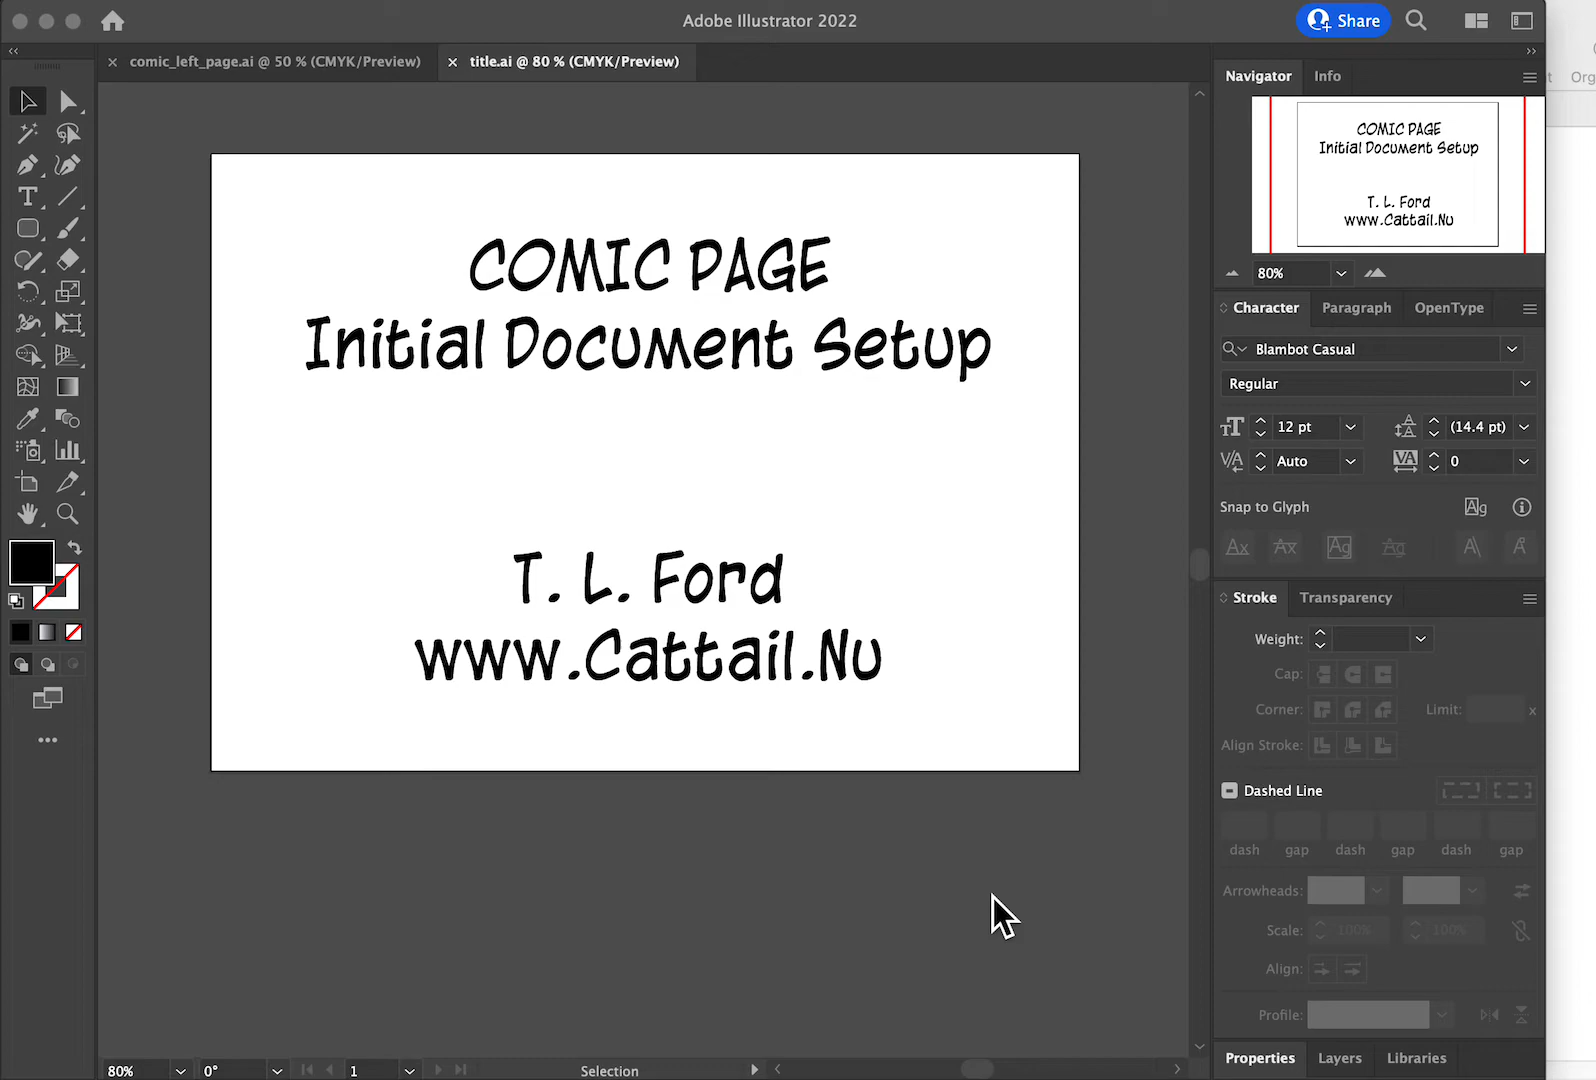 Adobe Illustrator 2022
Share
comic_left_page.ai @ 50 % (CMYK/Preview)
title.ai @ 80 % (CMYK/Preview)
COMIC PAGE
Initial Document Setup
T. L. Ford
www.Cattail.Nu
Navigator Info
t Org
COMIC PAGE
Initial Document Setup
T. L. Ford
www.Cattail.Nu
80%
Character Paragraph OpenType
Blambot Casual
Regular
12 pt (14.4 pt)
Auto 0
Snap to Glyph
Stroke Transparency
Weight:
Cap:
Corner: Limit: x
Align Stroke:
Dashed Line
dash gap dash gap dash gap
Arrowheads:
Scale: 100% 100%
Align:
Profile:
Properties Layers Libraries
80% 0° 1 Selection